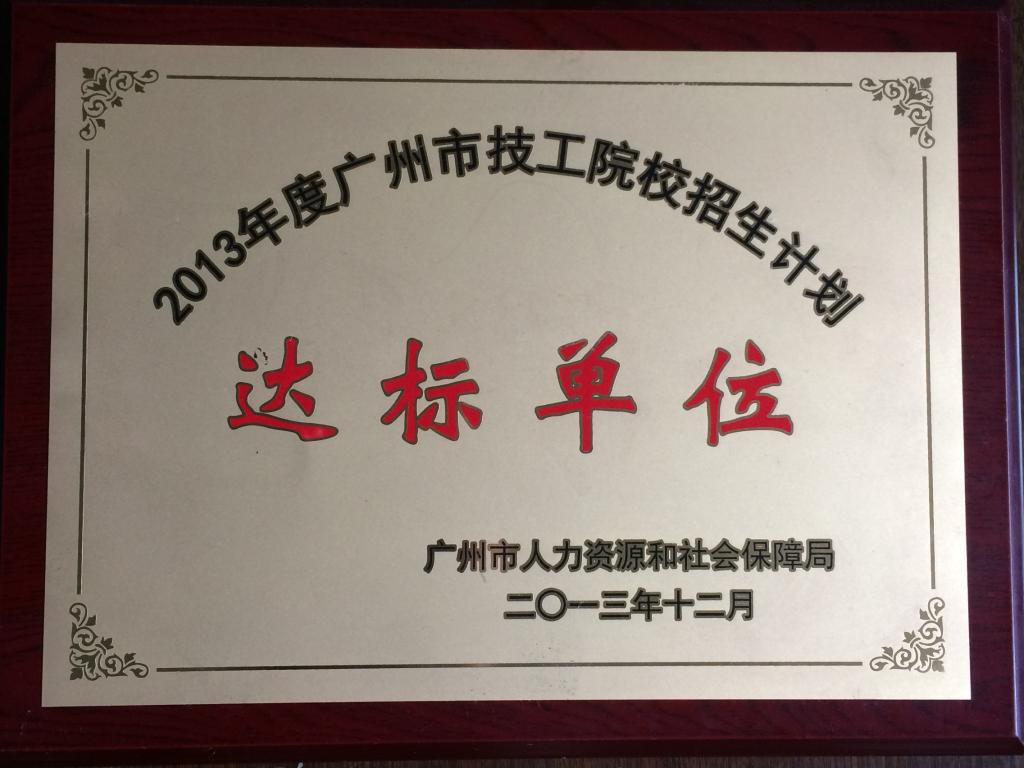 2013年度广州市技工院校招生计划
达标单位
广州市人力资源和社会保障局
二〇一三年十二月